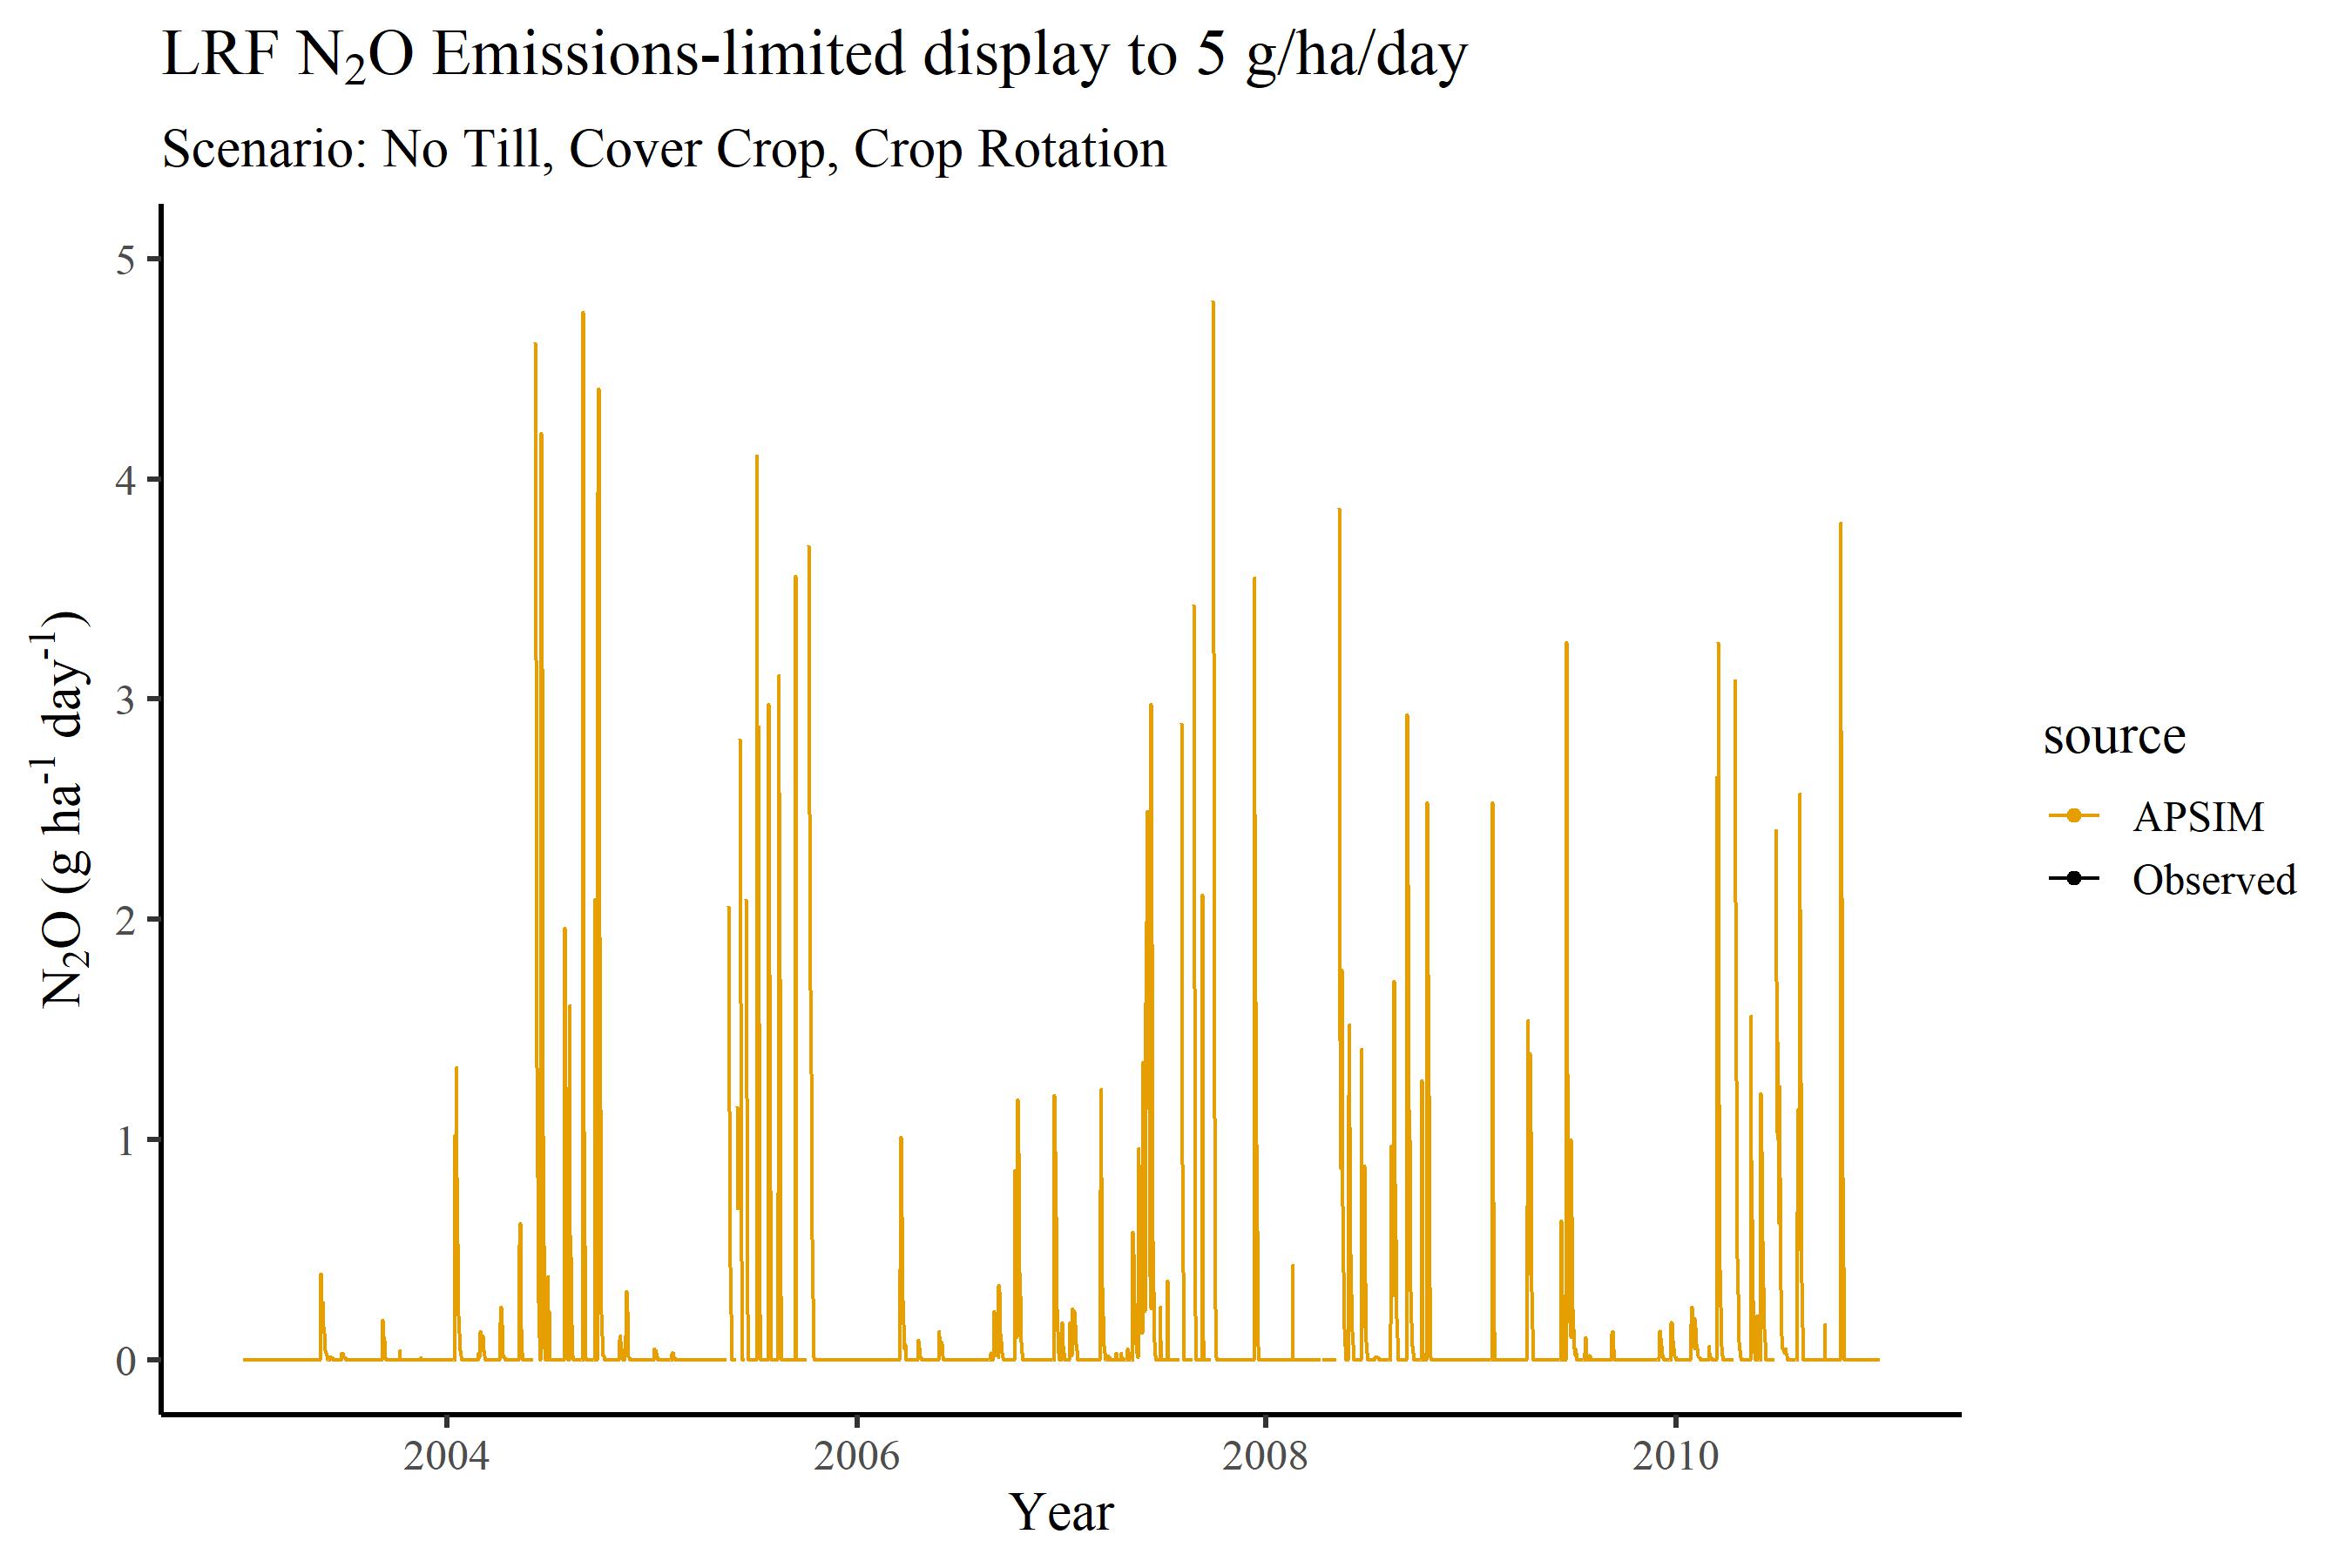 LRF N₂O Emissions-limited display to 5 g/ha/day
Scenario: No Till, Cover Crop, Crop Rotation
N₂O (g ha⁻¹ day⁻¹)
5
4
3
2
1
0
2004 2006 2008 2010
Year
source
APSIM
Observed